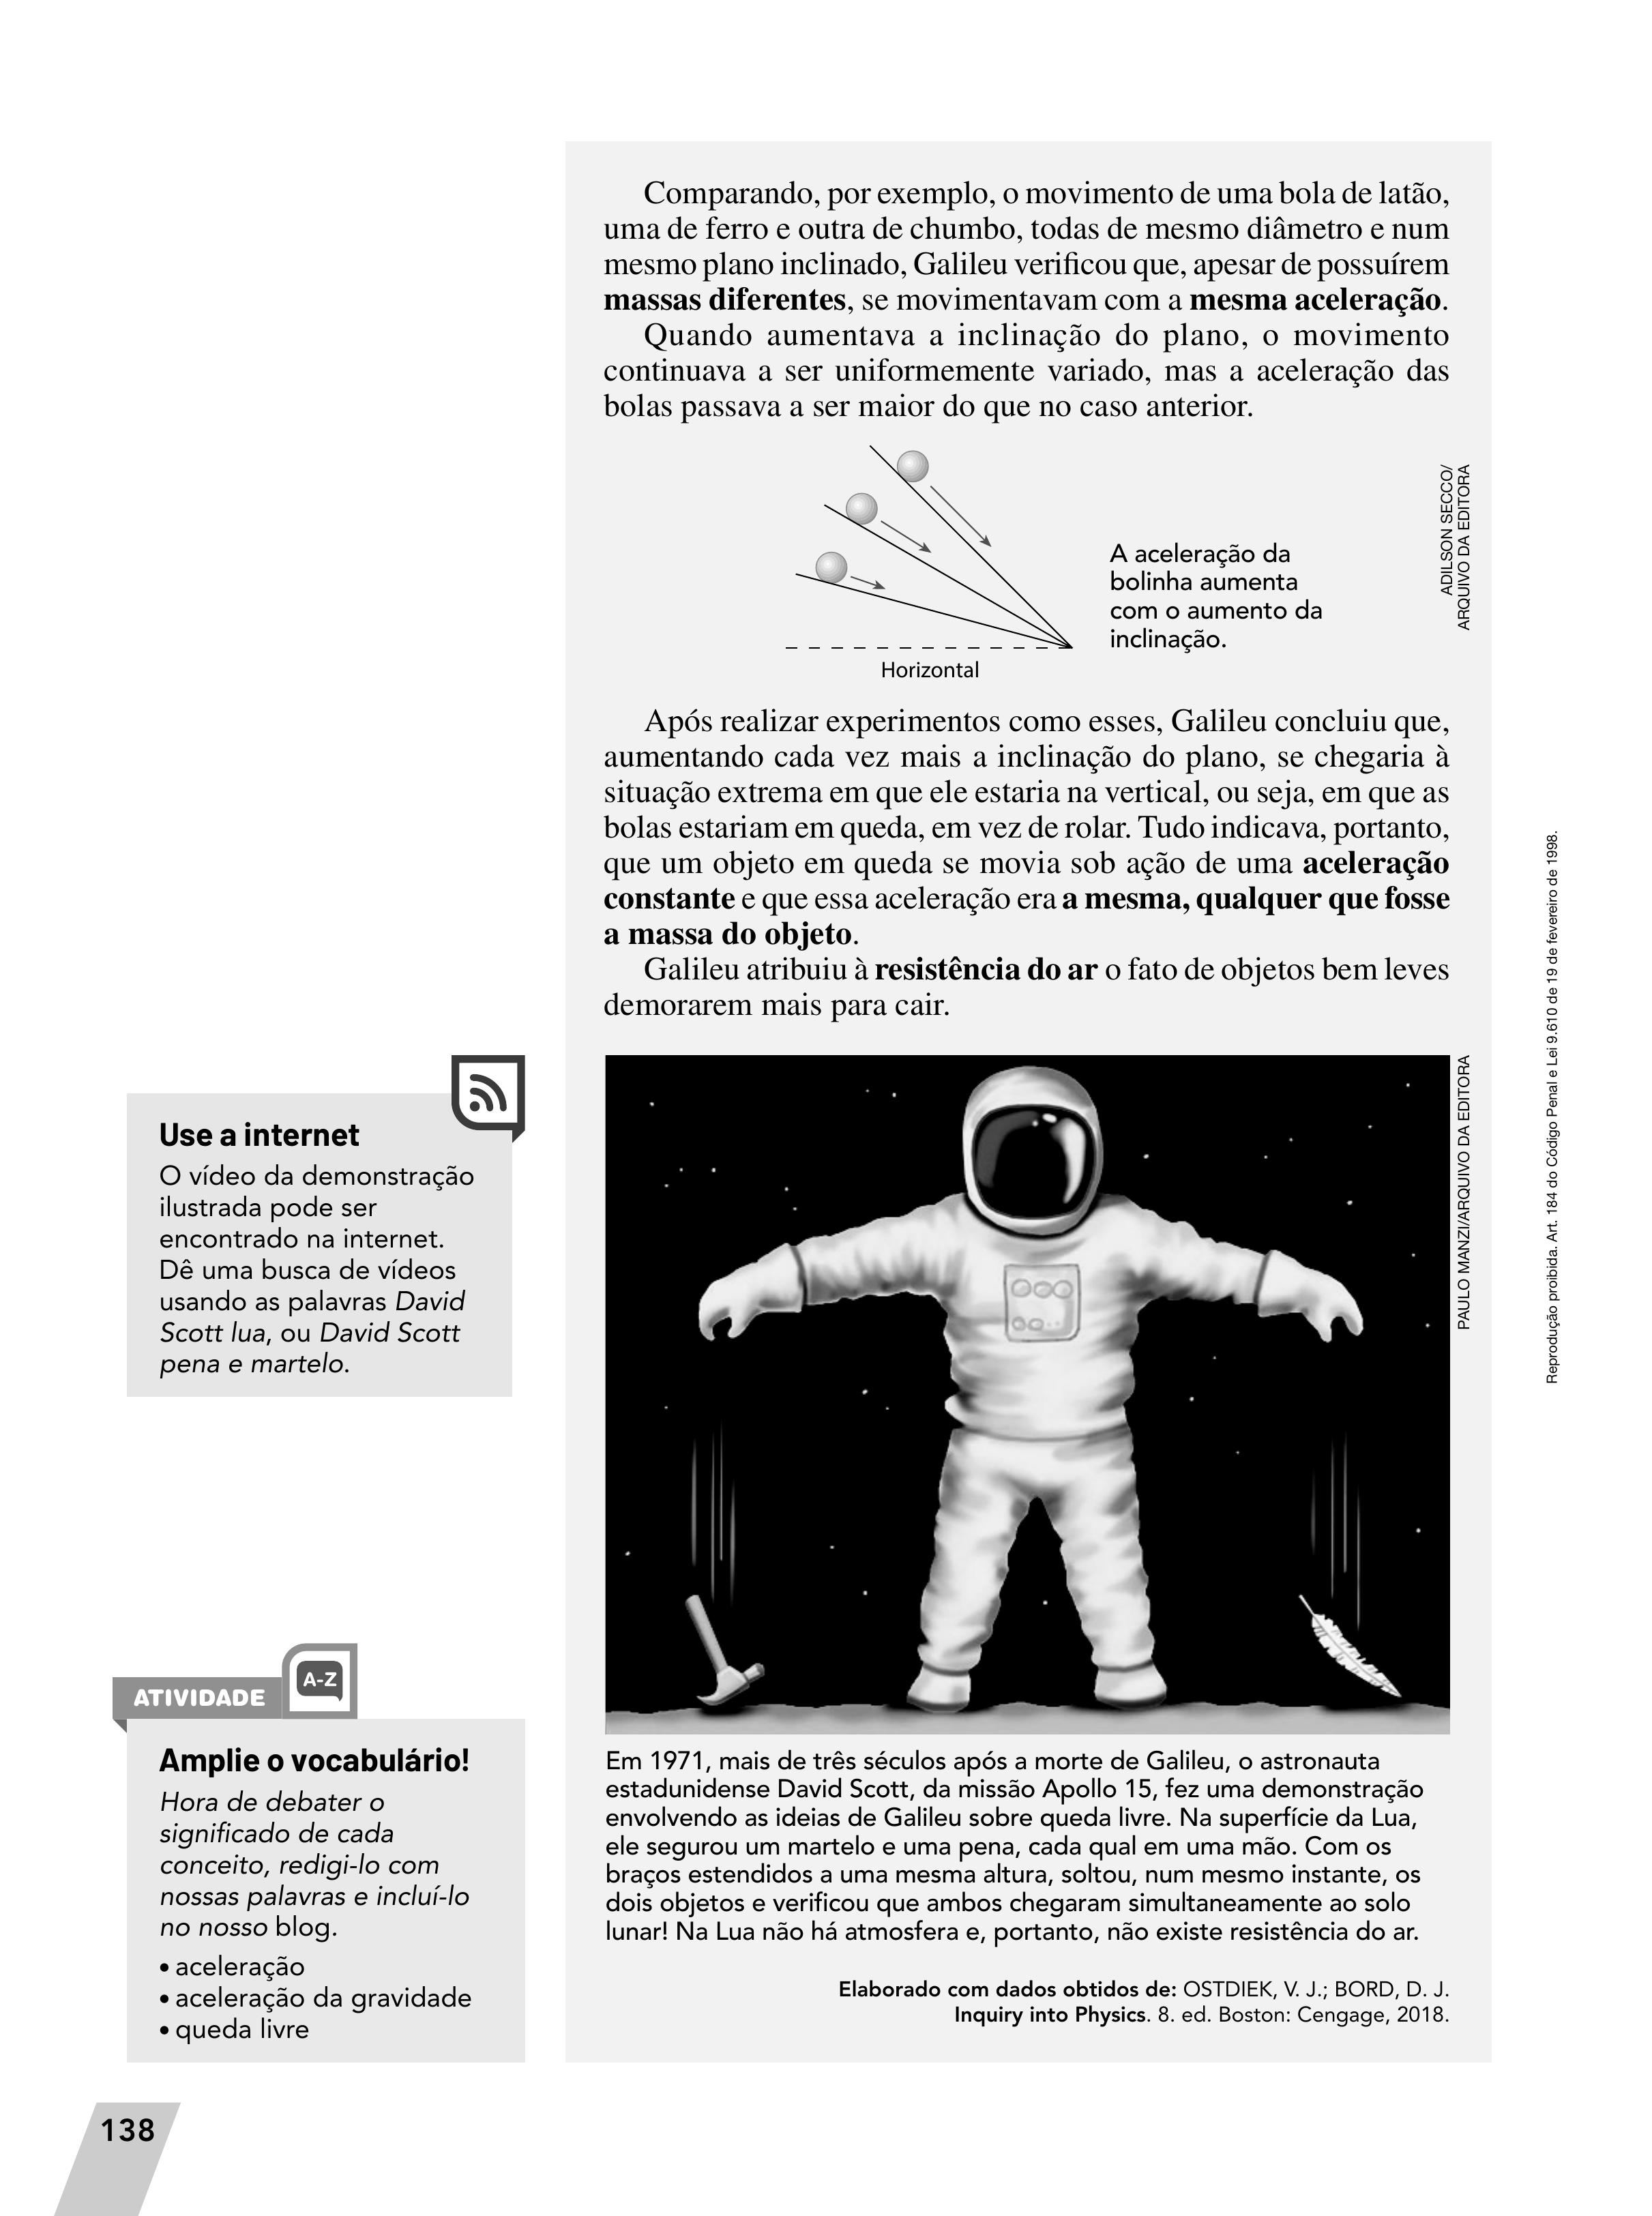 Comparando, por exemplo, o movimento de uma bola de latão,
uma de ferro e outra de chumbo, todas de mesmo diâmetro e num
mesmo plano inclinado, Galileu verificou que, apesar de possuírem
massas diferentes, se movimentavam com a mesma aceleração.
Quando aumentava a inclinação do plano, o movimento
continuava a ser uniformemente variado, mas a aceleração das
bolas passava a ser maior do que no caso anterior.
A aceleração da
bolinha aumenta
com o aumento da
inclinação.
Horizontal
ADILSON SECCO/
ARQUIVO DA EDITORA
Após realizar experimentos como esses, Galileu concluiu que,
aumentando cada vez mais a inclinação do plano, se chegaria à
situação extrema em que ele estaria na vertical, ou seja, em que as
bolas estariam em queda, em vez de rolar. Tudo indicava, portanto,
que um objeto em queda se movia sob ação de uma aceleração
constante e que essa aceleração era a mesma, qualquer que fosse
a massa do objeto.
Galileu atribuiu à resistência do ar o fato de objetos bem leves
demorarem mais para cair.
Use a internet
O vídeo da demonstração
ilustrada pode ser
encontrado na internet.
Dê uma busca de vídeos
usando as palavras David
Scott lua, ou David Scott
pena e martelo.
PAULO MANZI/ARQUIVO DA EDITORA
Reprodução proibida. Art. 184 do Código Penal e Lei 9.610 de 19 de fevereiro de 1998.
ATIVIDADE
A-Z
Amplie o vocabulário!
Hora de debater o
significado de cada
conceito, redigi-lo com
nossas palavras e incluí-lo
no nosso blog.
• aceleração
• aceleração da gravidade
• queda livre
Em 1971, mais de três séculos após a morte de Galileu, o astronauta
estadunidense David Scott, da missão Apollo 15, fez uma demonstração
envolvendo as ideias de Galileu sobre queda livre. Na superfície da Lua,
ele segurou um martelo e uma pena, cada qual em uma mão. Com os
braços estendidos a uma mesma altura, soltou, num mesmo instante, os
dois objetos e verificou que ambos chegaram simultaneamente ao solo
lunar! Na Lua não há atmosfera e, portanto, não existe resistência do ar.
Elaborado com dados obtidos de: OSTDIEK, V. J.; BORD, D. J.
Inquiry into Physics. 8. ed. Boston: Cengage, 2018.
138